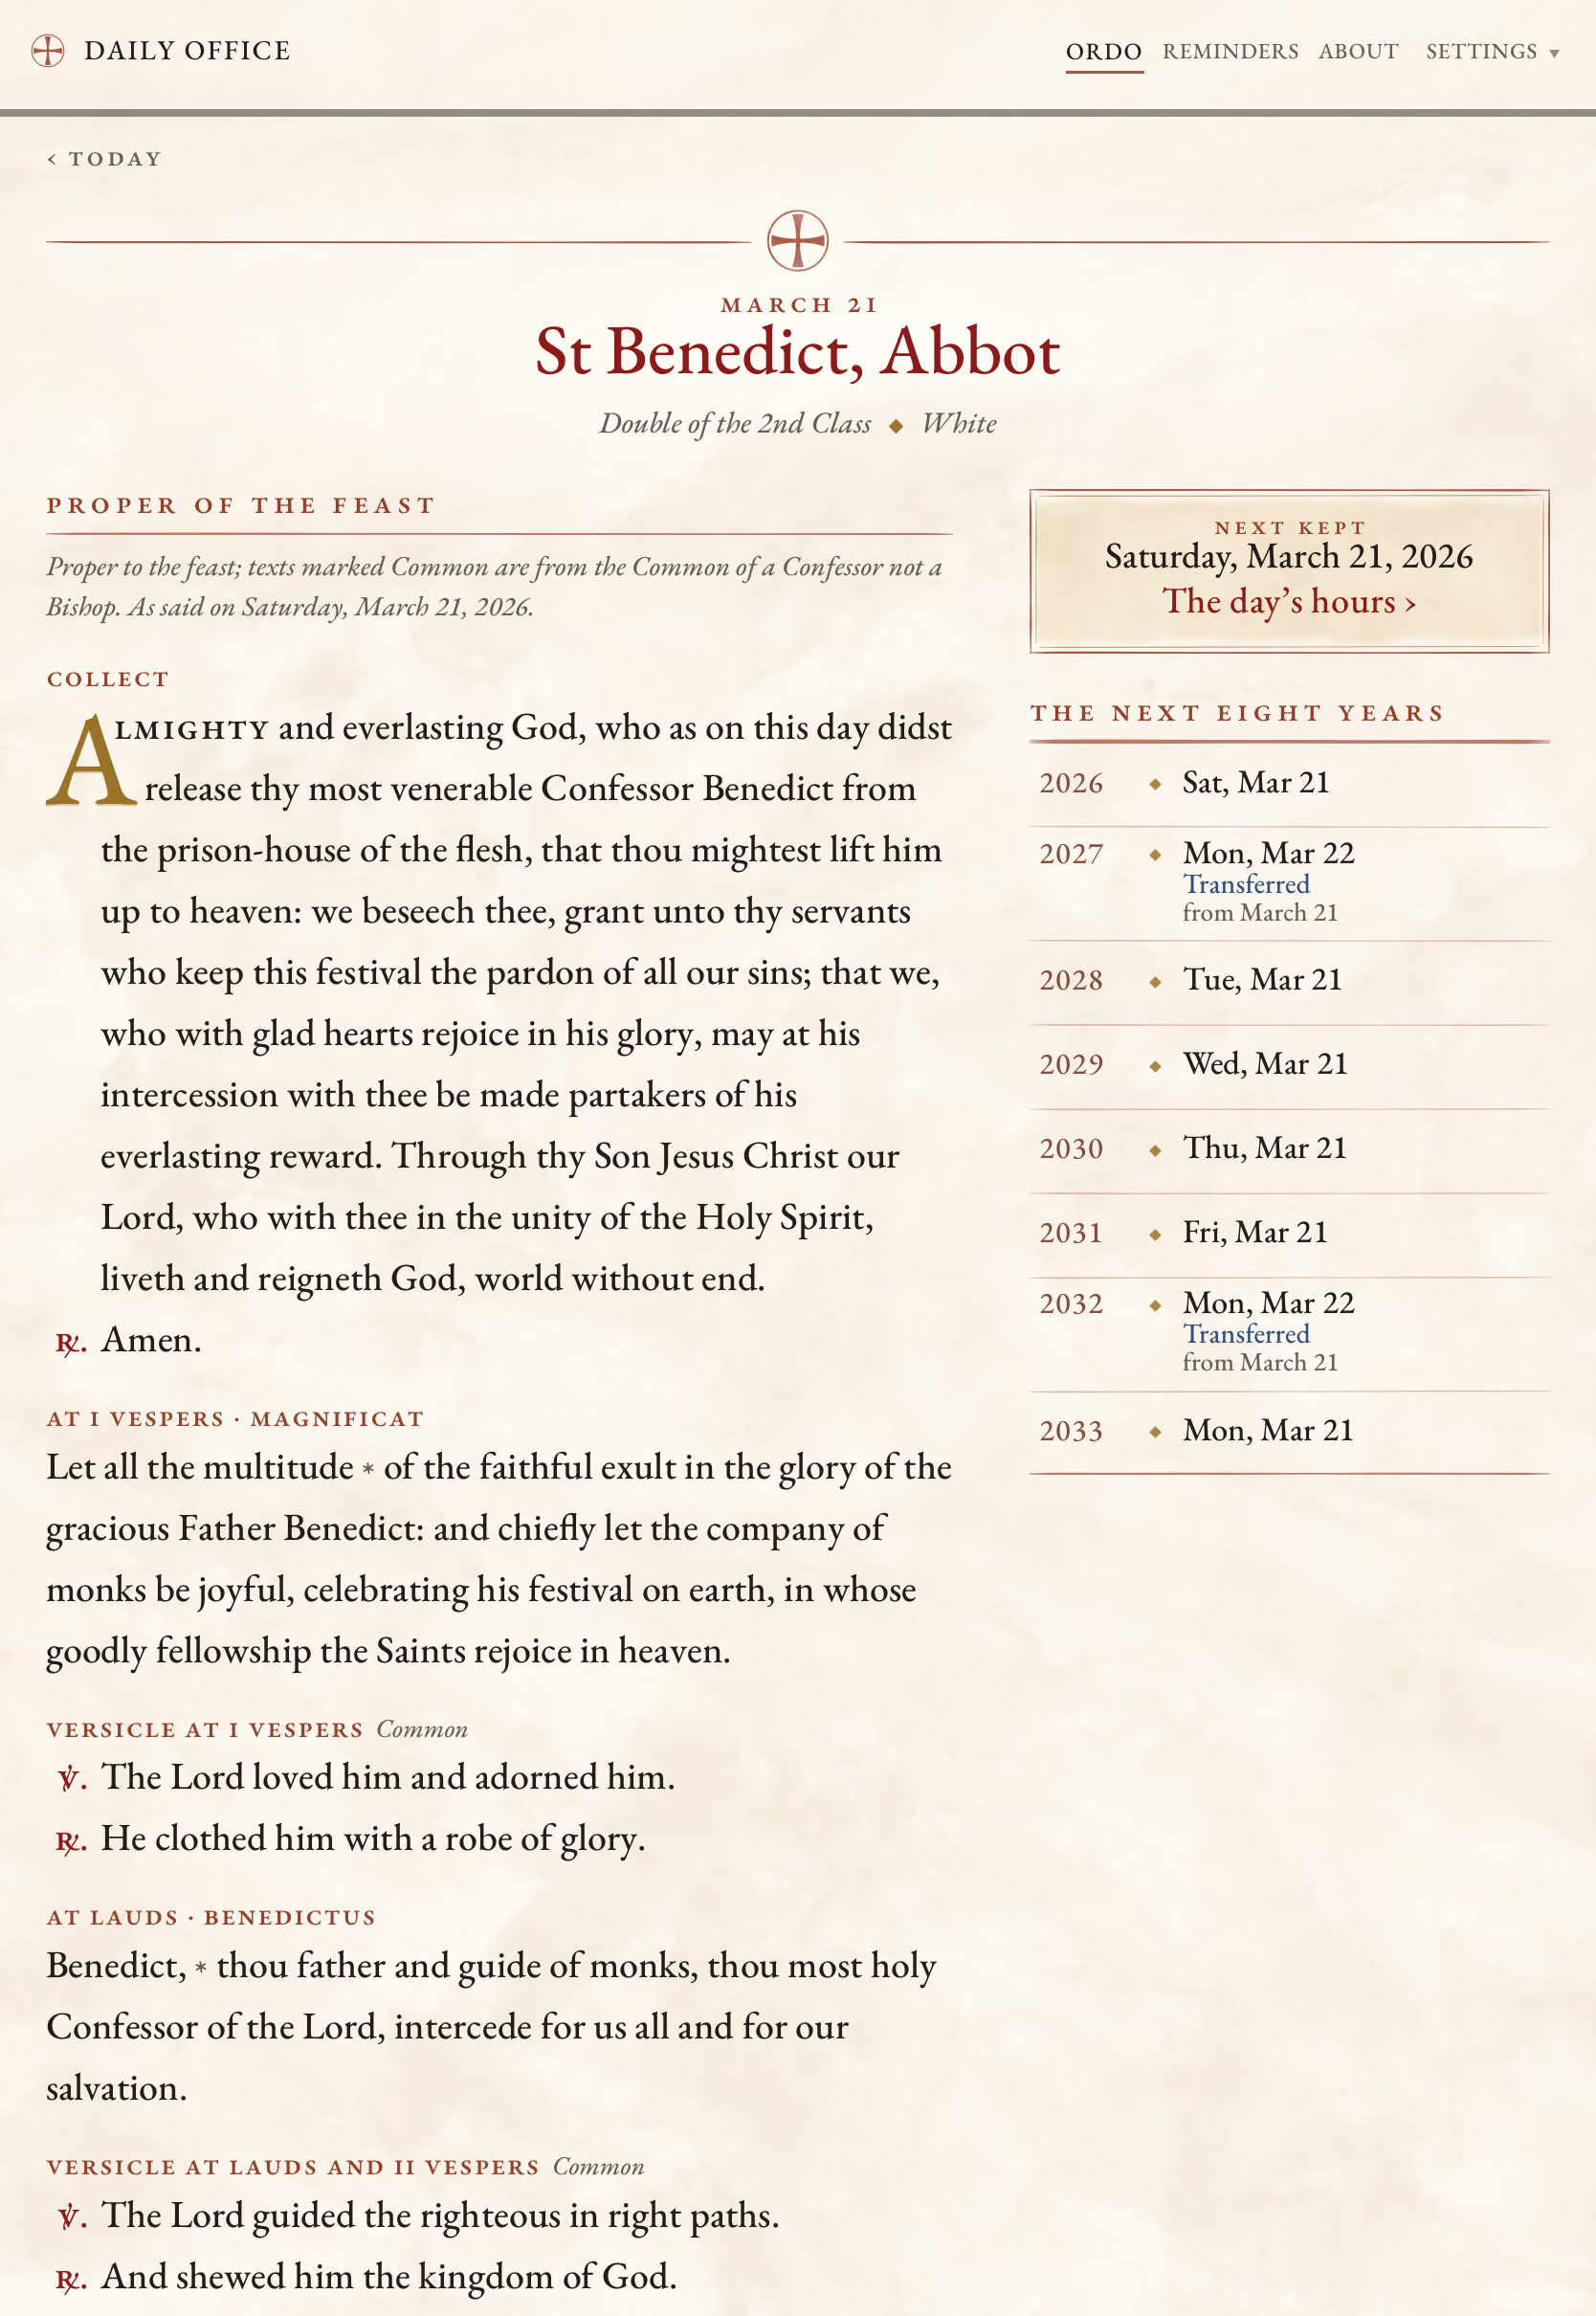 DAILY OFFICE
ORDO REMINDERS ABOUT SETTINGS ▼
‹ TODAY
MARCH 21
St Benedict, Abbot
Double of the 2nd Class ◆ White
PROPER OF THE FEAST
Proper to the feast; texts marked Common are from the Common of a Confessor not a
Bishop. As said on Saturday, March 21, 2026.
COLLECT
ALMIGHTY and everlasting God, who as on this day didst
release thy most venerable Confessor Benedict from
the prison-house of the flesh, that thou mightest lift him
up to heaven: we beseech thee, grant unto thy servants
who keep this festival the pardon of all our sins; that we,
who with glad hearts rejoice in his glory, may at his
intercession with thee be made partakers of his
everlasting reward. Through thy Son Jesus Christ our
Lord, who with thee in the unity of the Holy Spirit,
liveth and reigneth God, world without end.
℟. Amen.
AT I VESPERS · MAGNIFICAT
Let all the multitude * of the faithful exult in the glory of the
gracious Father Benedict: and chiefly let the company of
monks be joyful, celebrating his festival on earth, in whose
goodly fellowship the Saints rejoice in heaven.
VERSICLE AT I VESPERS Common
℣. The Lord loved him and adorned him.
℟. He clothed him with a robe of glory.
AT LAUDS · BENEDICTUS
Benedict, * thou father and guide of monks, thou most holy
Confessor of the Lord, intercede for us all and for our
salvation.
VERSICLE AT LAUDS AND II VESPERS Common
℣. The Lord guided the righteous in right paths.
℟. And shewed him the kingdom of God.
NEXT KEPT
Saturday, March 21, 2026
The day’s hours ›
THE NEXT EIGHT YEARS
2026 ◆ Sat, Mar 21
2027 ◆ Mon, Mar 22
Transferred
from March 21
2028 ◆ Tue, Mar 21
2029 ◆ Wed, Mar 21
2030 ◆ Thu, Mar 21
2031 ◆ Fri, Mar 21
2032 ◆ Mon, Mar 22
Transferred
from March 21
2033 ◆ Mon, Mar 21